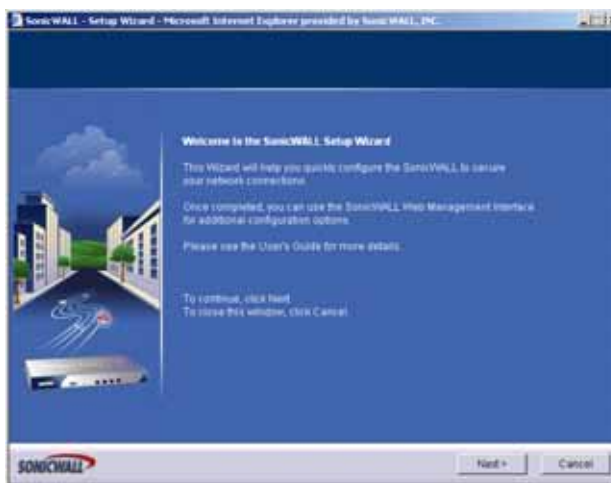 SonicWALL - Setup Wizard - Microsoft Internet Explorer provided by SonicWALL, INC.
Welcome to the SonicWALL Setup Wizard
This Wizard will help you quickly configure the SonicWALL to secure
your network connections.
Once completed, you can use the SonicWALL Web Management Interface
for additional configuration options.
Please use the User's Guide for more details.
To continue, click Next.
To close this window, click Cancel.
SONICWALL
Next >
Cancel